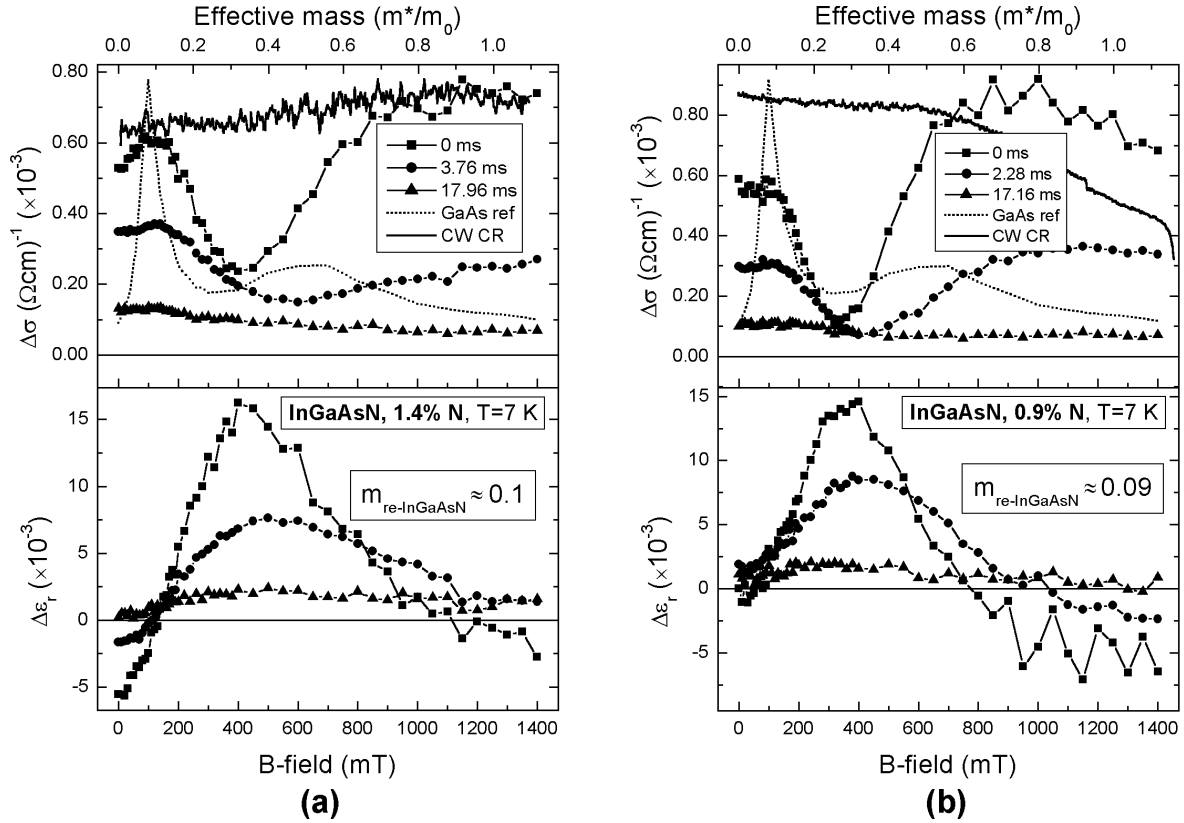 Effective mass (m*/m0)
0.0 0.2 0.4 0.6 0.8 1.0
0.80
0.60
0.40
0.20
0.00
Δσ (Ωcm)-1 (×10-3)
0 ms
3.76 ms
17.96 ms
GaAs ref
CW CR
15
10
5
0
-5
Δεr (×10-3)
InGaAsN, 1.4% N, T=7 K
mre-InGaAsN ≈ 0.1
0 200 400 600 800 1000 1200 1400
B-field (mT)
(a)
Effective mass (m*/m0)
0.0 0.2 0.4 0.6 0.8 1.0
0.80
0.60
0.40
0.20
0.00
Δσ (Ωcm)-1 (×10-3)
0 ms
2.28 ms
17.16 ms
GaAs ref
CW CR
15
10
5
0
-5
Δεr (×10-3)
InGaAsN, 0.9% N, T=7 K
mre-InGaAsN ≈ 0.09
0 200 400 600 800 1000 1200 1400
B-field (mT)
(b)